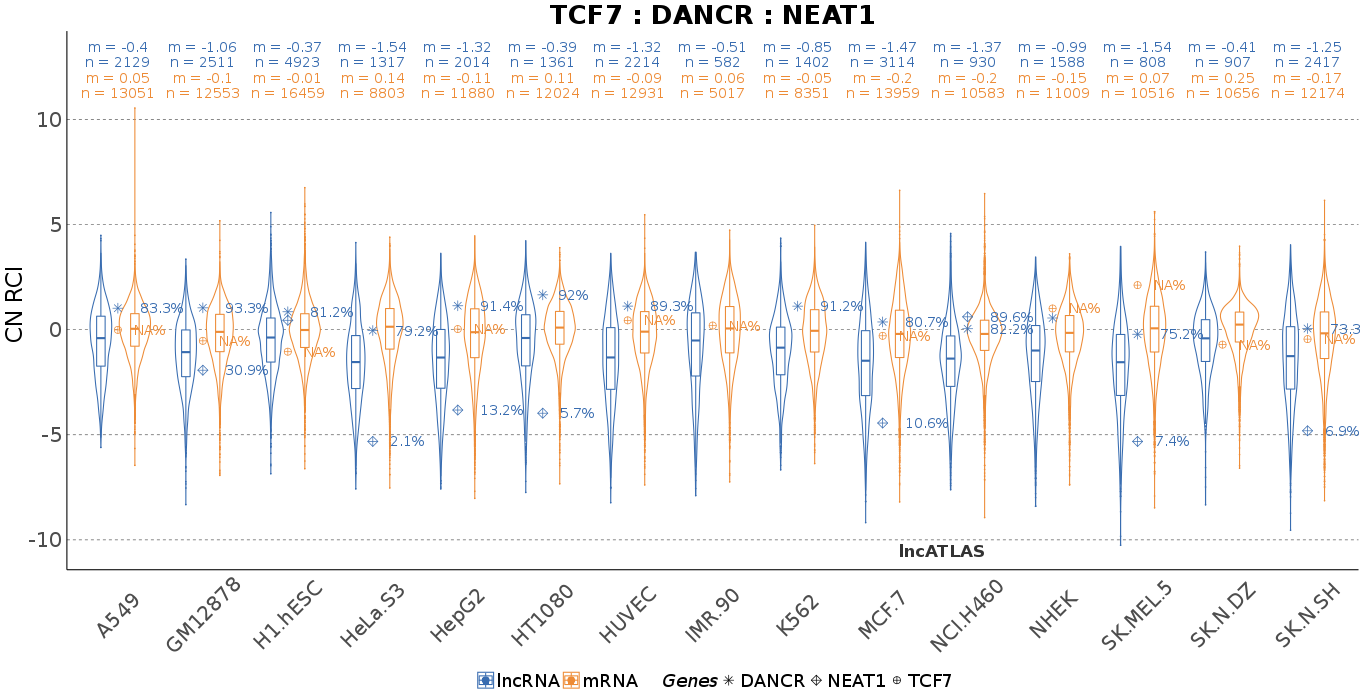 TCF7 : DANCR : NEAT1
m = -0.4 m = -1.06 m = -0.37 m = -1.54 m = -1.32 m = -0.39 m = -1.32 m = -0.51 m = -0.85 m = -1.47 m = -1.37 m = -0.99 m = -1.54 m = -0.41 m = -1.25
n = 2129 n = 2511 n = 4923 n = 1317 n = 2014 n = 1361 n = 2214 n = 582 n = 1402 n = 3114 n = 930 n = 1588 n = 808 n = 907 n = 2417
m = 0.05 m = -0.1 m = -0.01 m = 0.14 m = -0.11 m = 0.11 m = -0.09 m = 0.06 m = -0.05 m = -0.2 m = -0.2 m = -0.15 m = 0.07 m = 0.25 m = -0.17
n = 13051 n = 12553 n = 16459 n = 8803 n = 11880 n = 12024 n = 12931 n = 5017 n = 8351 n = 13959 n = 10583 n = 11009 n = 10516 n = 10656 n = 12174
10
5
0
-5
-10
CN RCI
83.3%
NA%
93.3%
NA%
30.9%
81.2%
NA%
79.2%
2.1%
91.4%
NA%
13.2%
92%
5.7%
89.3%
NA%
NA%
91.2%
80.7%
NA%
10.6%
89.6%
82.2%
NA%
NA%
75.2%
7.4%
NA%
73.3
NA%
6.9%
lncATLAS
A549 GM12878 H1.hESC HeLa.S3 HepG2 HT1080 HUVEC IMR.90 K562 MCF.7 NCI.H460 NHEK SK.MEL.5 SK.N.DZ SK.N.SH
lncRNA mRNA Genes DANCR NEAT1 TCF7